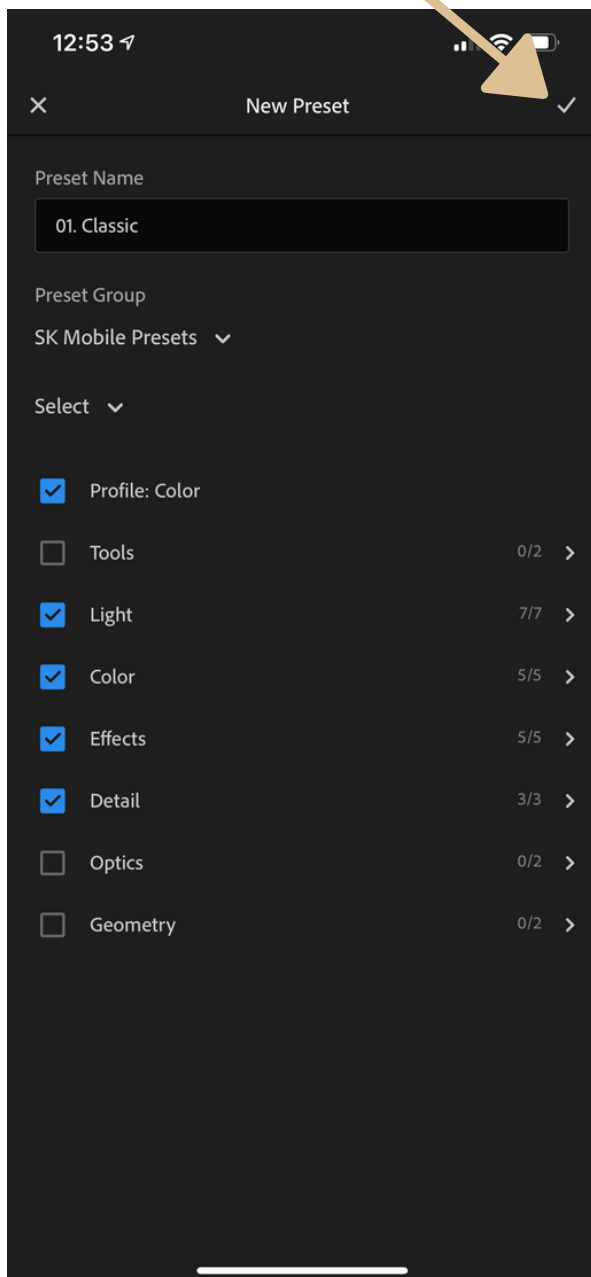 12:53
New Preset
Preset Name
01. Classic
Preset Group
SK Mobile Presets
Select
Profile: Color
Tools 0/2
Light 7/7
Color 5/5
Effects 5/5
Detail 3/3
Optics 0/2
Geometry 0/2